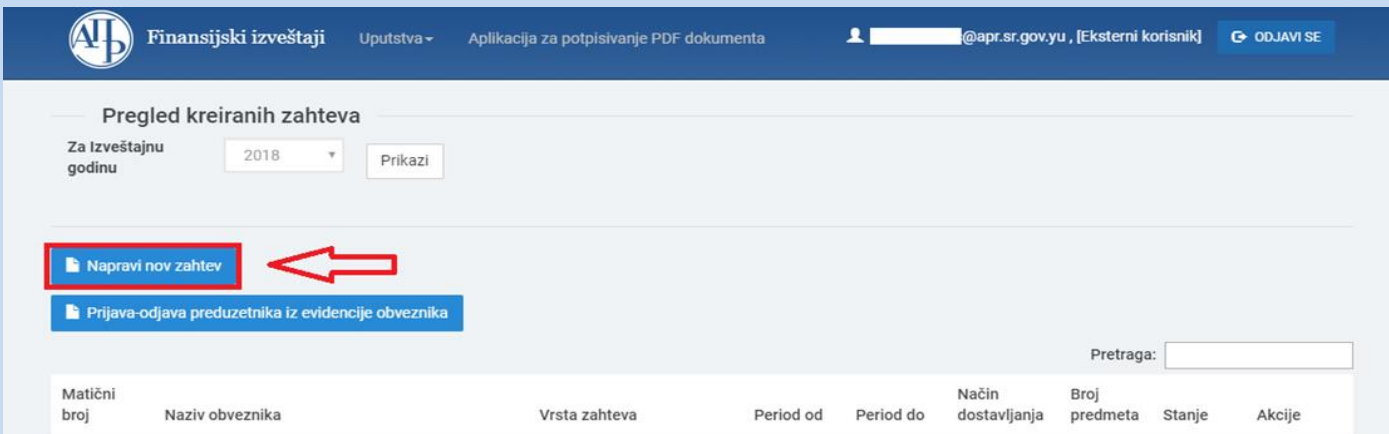 АПР Finansijski izveštaji Uputstva Aplikacija za potpisivanje PDF dokumenta @apr.sr.gov.yu , [Eksterni korisnik] ODJAVI SE
Pregled kreiranih zahteva
Za Izveštajnu
godinu
2018 Prikazi
Napravi nov zahtev
Prijava-odjava preduzetnika iz evidencije obveznika
Pretraga:
Matični
broj Naziv obveznika Vrsta zahteva Period od Period do Način
dostavljanja Broj
predmeta Stanje Akcije